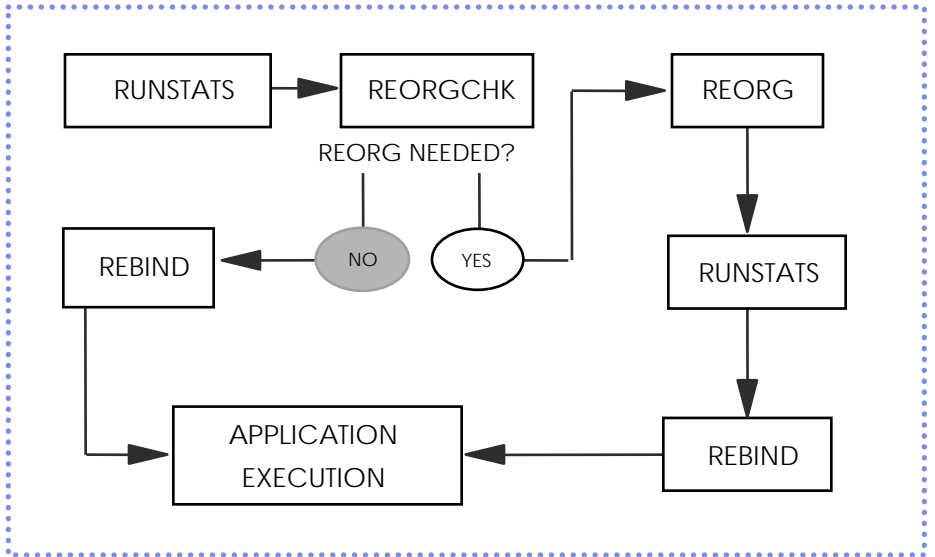 RUNSTATS
REORGCHK
REORG
REORG NEEDED?
REBIND
NO
YES
RUNSTATS
APPLICATION
EXECUTION
REBIND